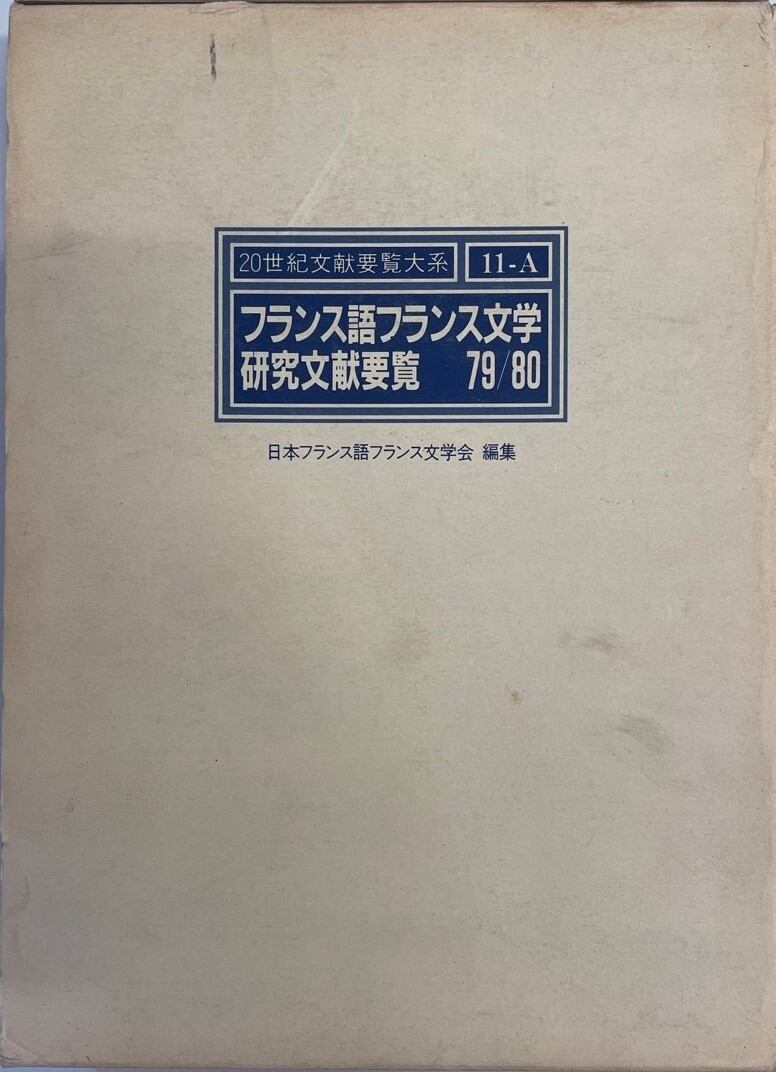 20世紀文献要覧大系 11-A
フランス語フランス文学
研究文献要覧 79/80
日本フランス語フランス文学会 編集